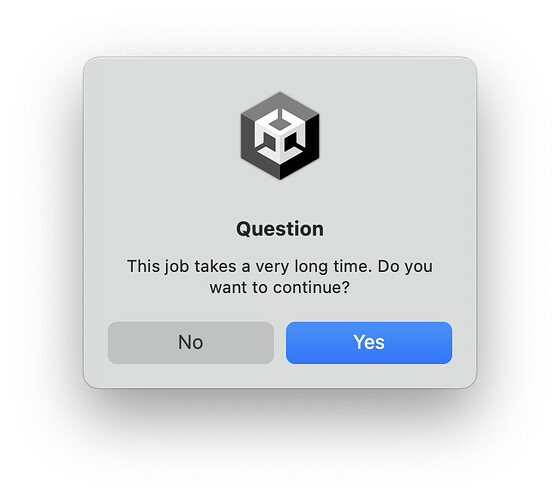 Question
This job takes a very long time. Do you
want to continue?
No
Yes